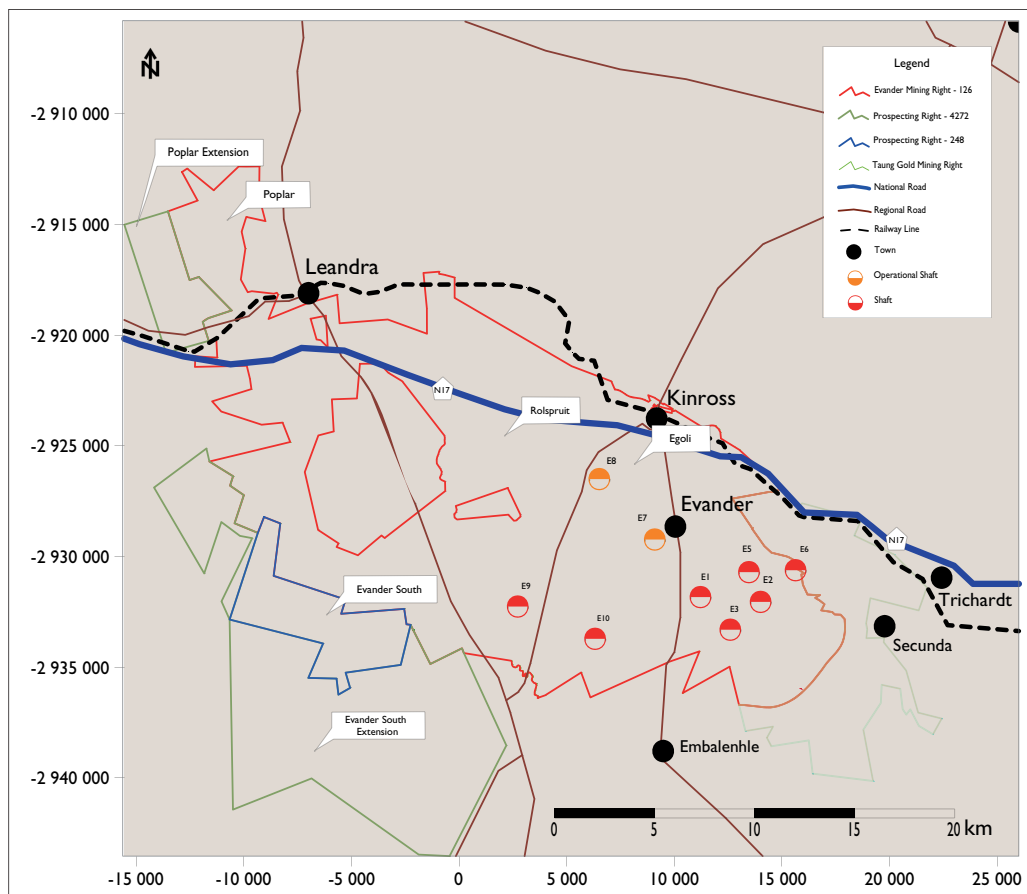 N
Legend
Evander Mining Right - 126
Prospecting Right - 4272
Prospecting Right - 248
Taung Gold Mining Right
National Road
Regional Road
Railway Line
Town
Operational Shaft
Shaft
-2 910 000
-2 915 000
-2 920 000
-2 925 000
-2 930 000
-2 935 000
-2 940 000
Poplar Extension
Poplar
Leandra
N17
Rolspruit
Kinross
Egoli
E8
Evander
E7
N17
E5
E6
E9
E1
E2
E3
E10
Evander South
Trichardt
Secunda
Evander South
Extension
Embalenhle
0 5 10 15 20 km
-15 000 -10 000 -5 000 0 5 000 10 000 15 000 20 000 25 000